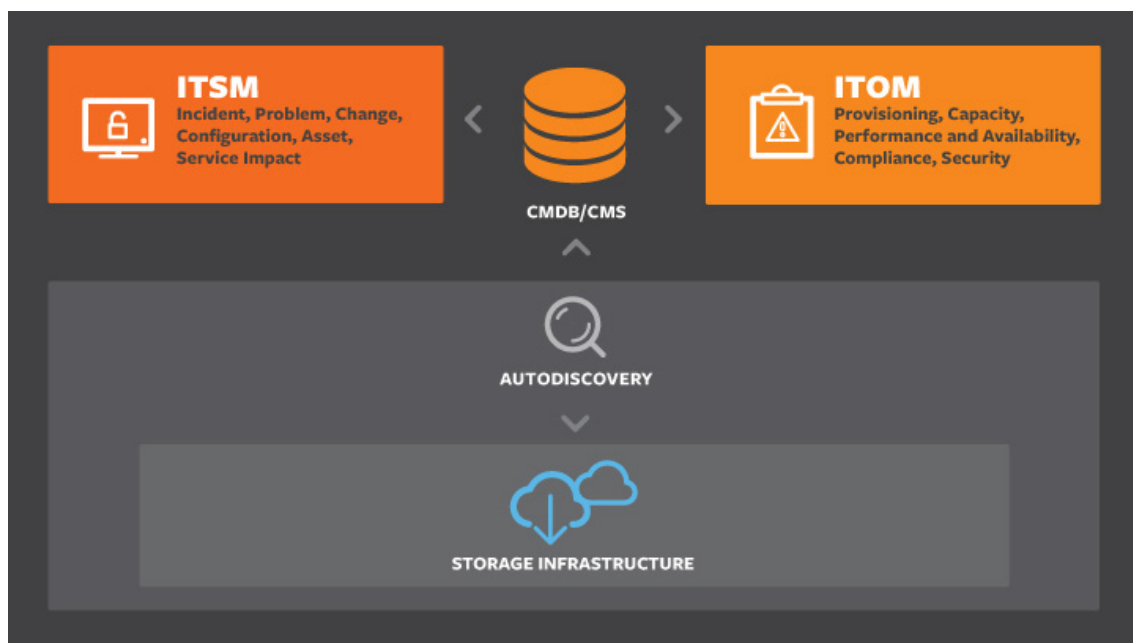 ITSM
Incident, Problem, Change,
Configuration, Asset,
Service Impact
CMDB/CMS
ITOM
Provisioning, Capacity,
Performance and Availability,
Compliance, Security
AUTODISCOVERY
STORAGE INFRASTRUCTURE